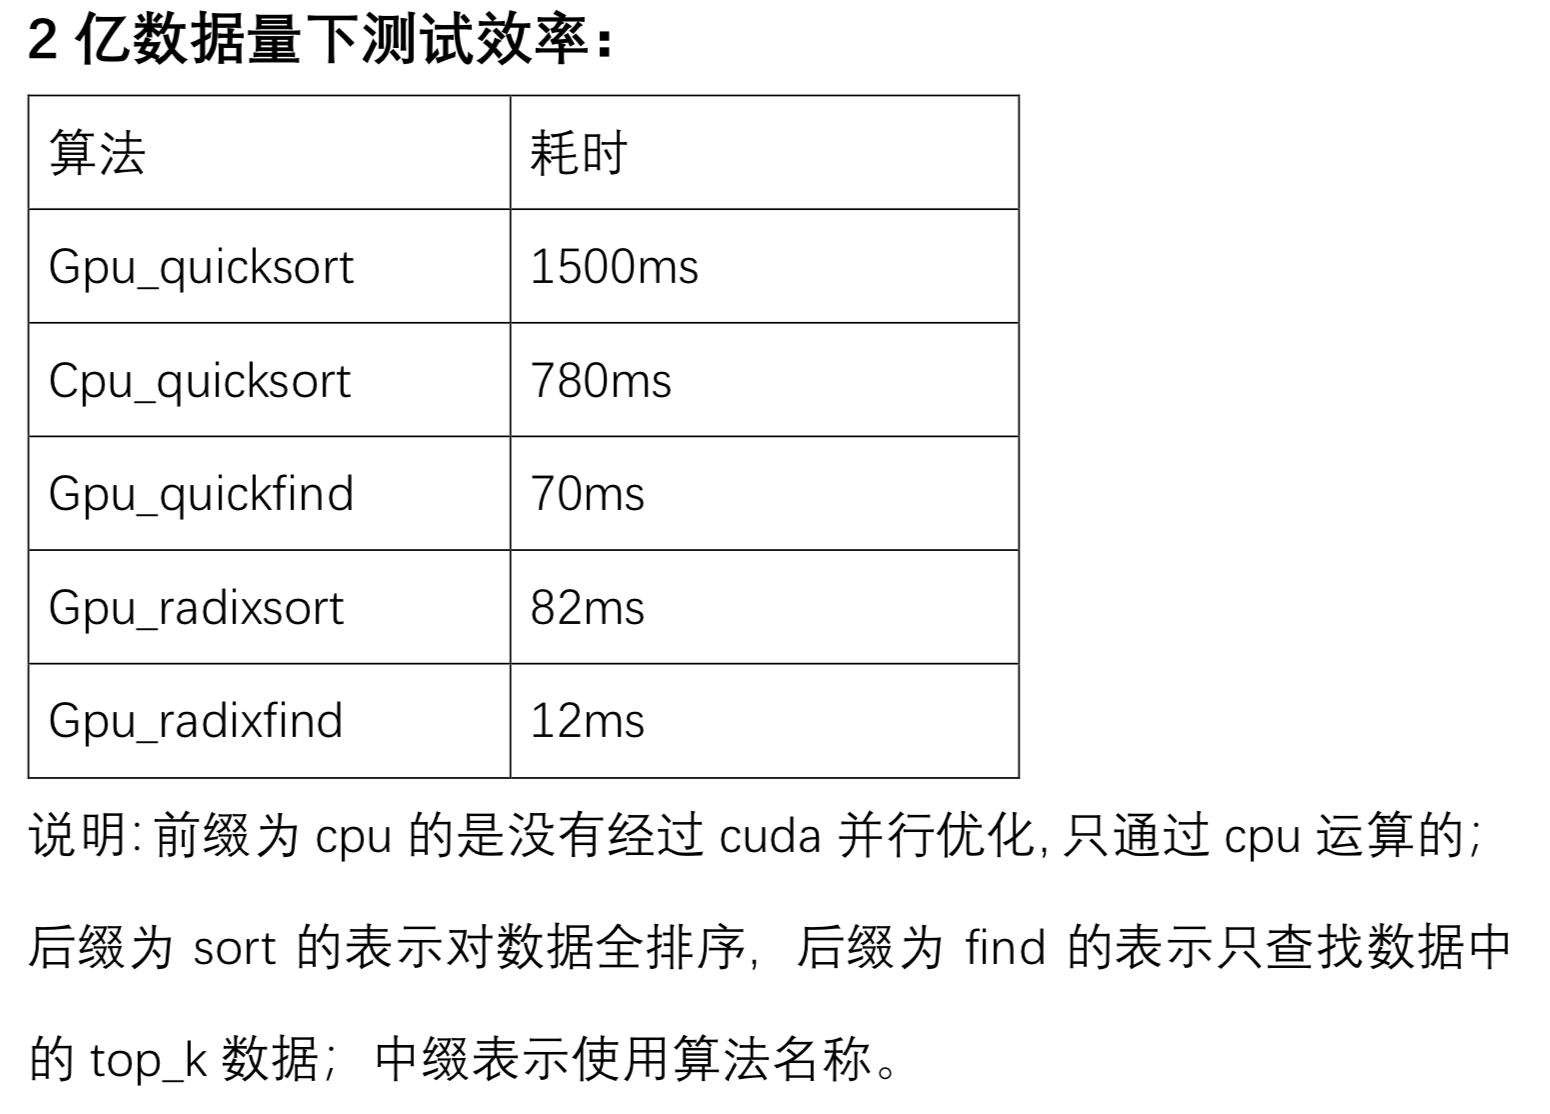 2 亿数据量下测试效率：
算法 耗时
Gpu_quicksort 1500ms
Cpu_quicksort 780ms
Gpu_quickfind 70ms
Gpu_radixsort 82ms
Gpu_radixfind 12ms
说明：前缀为 cpu 的是没有经过 cuda 并行优化，只通过 cpu 运算的；
后缀为 sort 的表示对数据全排序，后缀为 find 的表示只查找数据中
的 top_k 数据；中缀表示使用算法名称。